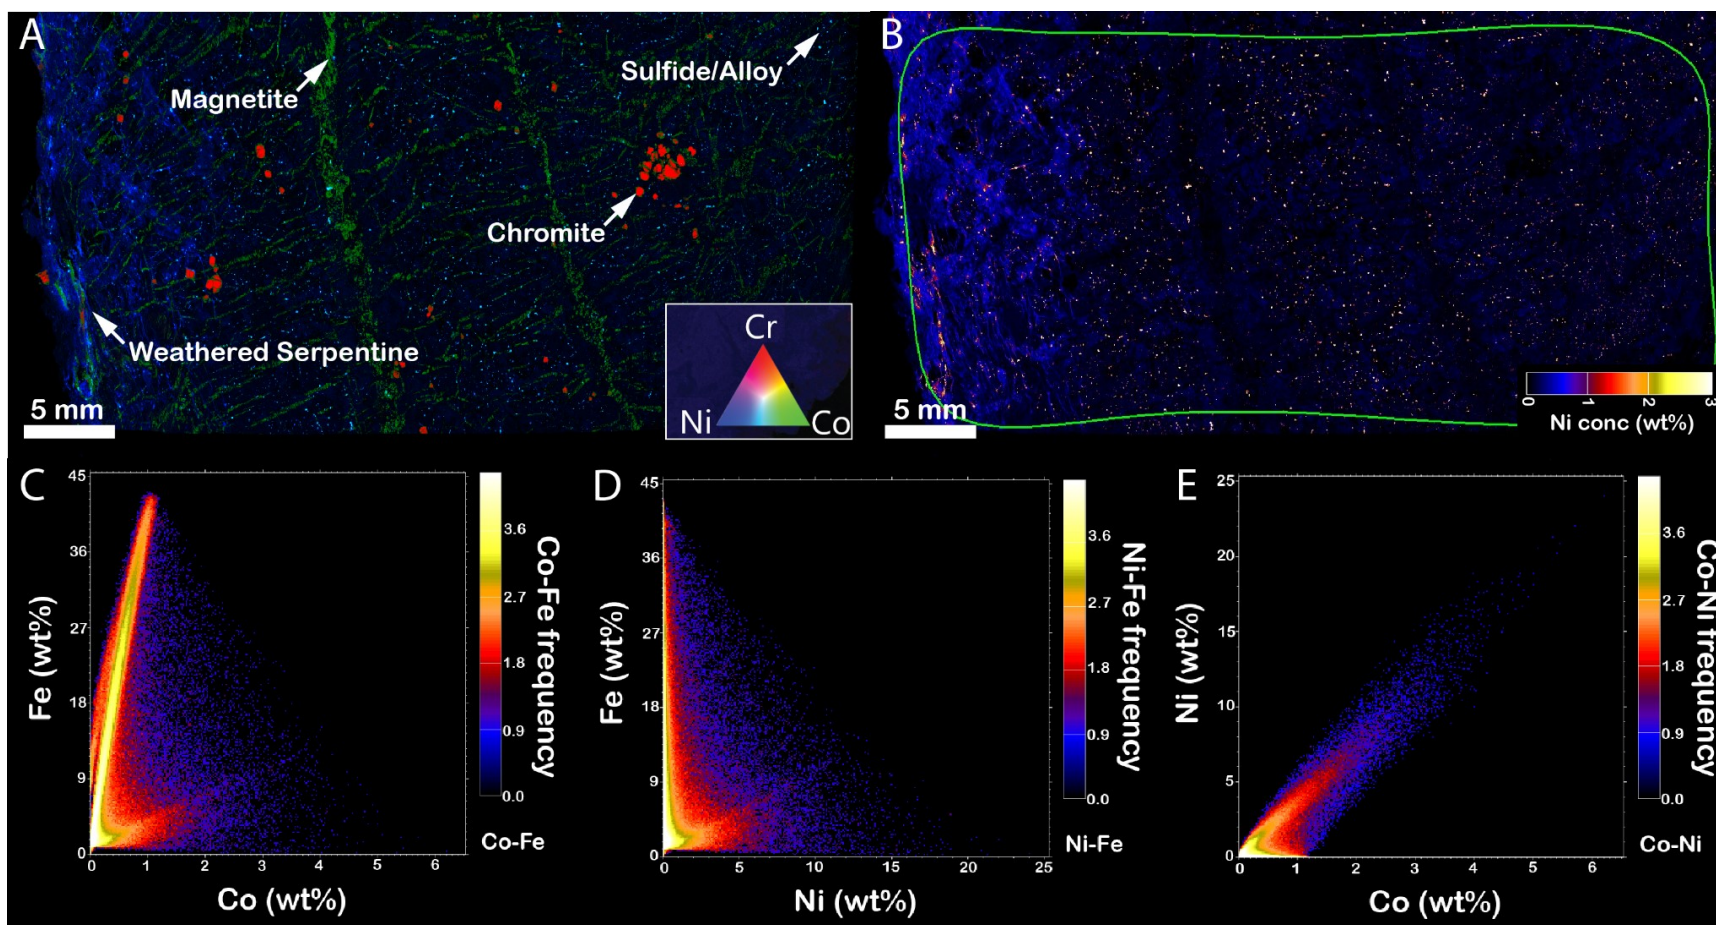 A
Magnetite
Sulfide/Alloy
Chromite
Weathered Serpentine
5 mm
Cr
Ni
Co
B
5 mm
0 1 2 3
Ni conc (wt%)
C
45
36
27
18
9
0
Fe (wt%)
0 1 2 3 4 5 6
Co (wt%)
3.6
2.7
1.8
0.9
0.0
Co-Fe frequency
Co-Fe
D
45
36
27
18
9
0
Fe (wt%)
0 5 10 15 20 25
Ni (wt%)
3.6
2.7
1.8
0.9
0.0
Ni-Fe frequency
Ni-Fe
E
25
20
15
10
5
0
Ni (wt%)
0 1 2 3 4 5 6
Co (wt%)
3.6
2.7
1.8
0.9
0.0
Co-Ni frequency
Co-Ni